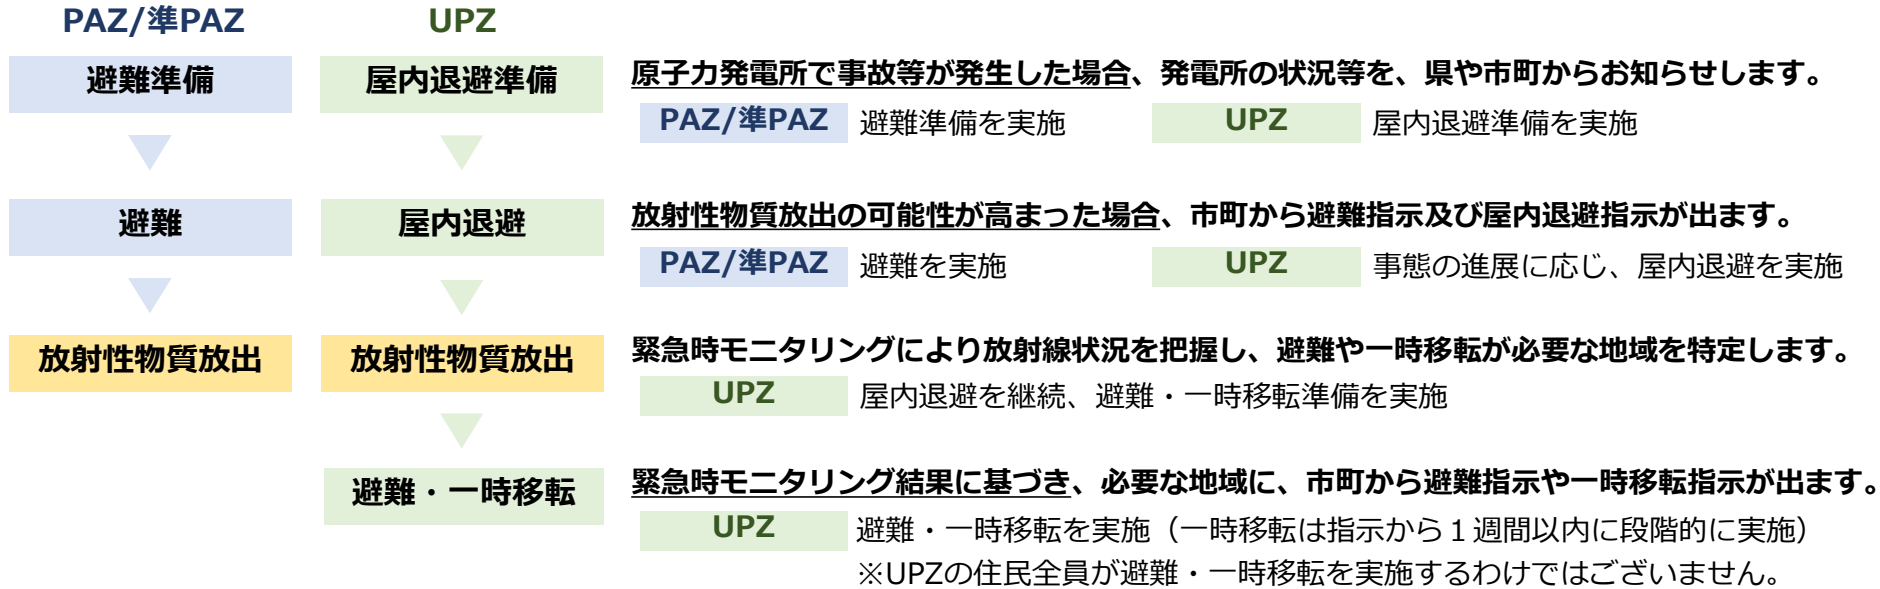 PAZ/準PAZ
UPZ
避難準備
屋内退避準備
原子力発電所で事故等が発生した場合、発電所の状況等を、県や市町からお知らせします。
PAZ/準PAZ 避難準備を実施
UPZ 屋内退避準備を実施
避難
屋内退避
放射性物質放出の可能性が高まった場合、市町から避難指示及び屋内退避指示が出ます。
PAZ/準PAZ 避難を実施
UPZ 事態の進展に応じ、屋内退避を実施
放射性物質放出
放射性物質放出
緊急時モニタリングにより放射線状況を把握し、避難や一時移転が必要な地域を特定します。
UPZ 屋内退避を継続、避難・一時移転準備を実施
避難・一時移転
緊急時モニタリング結果に基づき、必要な地域に、市町から避難指示や一時移転指示が出ます。
UPZ 避難・一時移転を実施（一時移転は指示から１週間以内に段階的に実施）
※UPZの住民全員が避難・一時移転を実施するわけではございません。